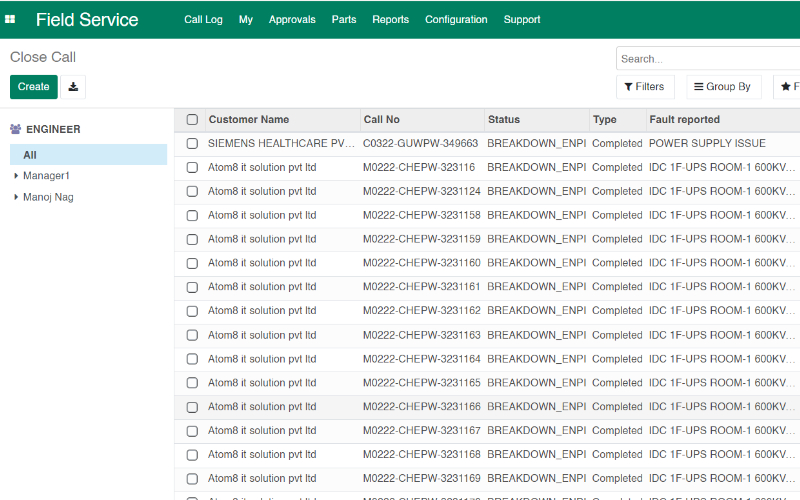 Field Service Call Log My Approvals Parts Reports Configuration Support
Close Call
Search...
Create Filters Group By F
ENGINEER
All
Manager1
Manoj Nag
Customer Name Call No Status Type Fault reported
SIEMENS HEALTHCARE PV... C0322-GUWPW-349663 BREAKDOWN_ENPI Completed POWER SUPPLY ISSUE
Atom8 it solution pvt ltd M0222-CHEPW-323116 BREAKDOWN_ENPI Completed IDC 1F-UPS ROOM-1 600KV...
Atom8 it solution pvt ltd M0222-CHEPW-3231124 BREAKDOWN_ENPI Completed IDC 1F-UPS ROOM-1 600KV...
Atom8 it solution pvt ltd M0222-CHEPW-3231158 BREAKDOWN_ENPI Completed IDC 1F-UPS ROOM-1 600KV...
Atom8 it solution pvt ltd M0222-CHEPW-3231159 BREAKDOWN_ENPI Completed IDC 1F-UPS ROOM-1 600KV...
Atom8 it solution pvt ltd M0222-CHEPW-3231160 BREAKDOWN_ENPI Completed IDC 1F-UPS ROOM-1 600KV...
Atom8 it solution pvt ltd M0222-CHEPW-3231161 BREAKDOWN_ENPI Completed IDC 1F-UPS ROOM-1 600KV...
Atom8 it solution pvt ltd M0222-CHEPW-3231162 BREAKDOWN_ENPI Completed IDC 1F-UPS ROOM-1 600KV...
Atom8 it solution pvt ltd M0222-CHEPW-3231163 BREAKDOWN_ENPI Completed IDC 1F-UPS ROOM-1 600KV...
Atom8 it solution pvt ltd M0222-CHEPW-3231164 BREAKDOWN_ENPI Completed IDC 1F-UPS ROOM-1 600KV...
Atom8 it solution pvt ltd M0222-CHEPW-3231165 BREAKDOWN_ENPI Completed IDC 1F-UPS ROOM-1 600KV...
Atom8 it solution pvt ltd M0222-CHEPW-3231166 BREAKDOWN_ENPI Completed IDC 1F-UPS ROOM-1 600KV...
Atom8 it solution pvt ltd M0222-CHEPW-3231167 BREAKDOWN_ENPI Completed IDC 1F-UPS ROOM-1 600KV...
Atom8 it solution pvt ltd M0222-CHEPW-3231168 BREAKDOWN_ENPI Completed IDC 1F-UPS ROOM-1 600KV...
Atom8 it solution pvt ltd M0222-CHEPW-3231169 BREAKDOWN_ENPI Completed IDC 1F-UPS ROOM-1 600KV...